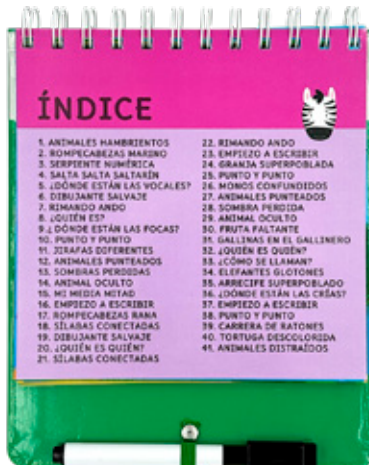 ÍNDICE
1. ANIMALES HAMBRIENTOS
2. ROMPECABEZAS MARINO
3. SERPIENTE NUMÉRICA
4. SALTA SALTA SALTARÍN
5. ¿DÓNDE ESTÁN LAS VOCALES?
6. DIBUJANTE SALVAJE
7. RIMANDO ANDO
8. ¿QUIÉN ES?
9. ¿DÓNDE ESTÁN LAS FOCAS?
10. PUNTO Y PUNTO
11. JIRAFAS DIFERENTES
12. ANIMALES PUNTEADOS
13. SOMBRAS PERDIDAS
14. ANIMAL OCULTO
15. MI MEDIA MITAD
16. EMPIEZO A ESCRIBIR
17. ROMPECABEZAS RANA
18. SÍLABAS CONECTADAS
19. DIBUJANTE SALVAJE
20. ¿QUIÉN ES QUIÉN?
21. SÍLABAS CONECTADAS
22. RIMANDO ANDO
23. EMPIEZO A ESCRIBIR
24. GRANJA SUPERPOBLADA
25. PUNTO Y PUNTO
26. MONOS CONFUNDIDOS
27. ANIMALES PUNTEADOS
28. SOMBRA PERDIDA
29. ANIMAL OCULTO
30. FRUTA FALTANTE
31. GALLINAS EN EL GALLINERO
32. ¿QUIÉN ES QUIÉN?
33. ¿CÓMO SE LLAMAN?
34. ELEFANTES GLOTONES
35. ARRECIFE SUPERPOBLADO
36. ¿DÓNDE ESTÁN LAS CRÍAS?
37. EMPIEZO A ESCRIBIR
38. PUNTO Y PUNTO
39. CARRERA DE RATONES
40. TORTUGA DESCOLORIDA
41. ANIMALES DISTRAÍDOS